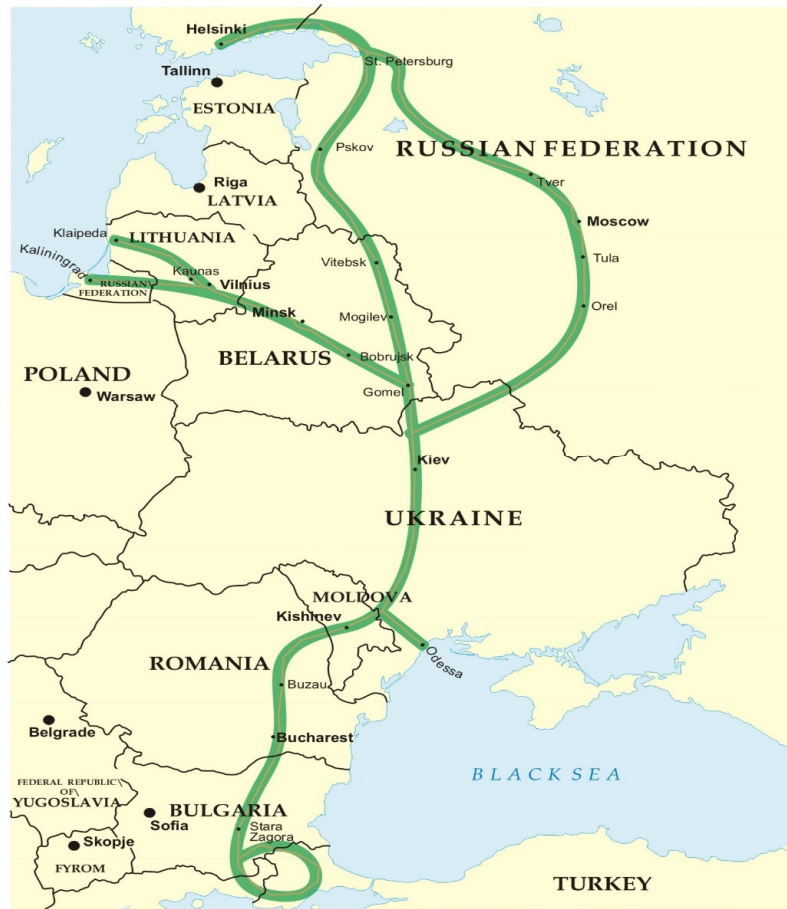 Helsinki
St. Petersburg
Tallinn
ESTONIA
Pskov
RUSSIAN FEDERATION
Tver
Riga
LATVIA
Moscow
Klaipeda
LITHUANIA
Kaliningrad
Kaunas
RUSSIAN
FEDERATION
Vilnius
Vitebsk
Tula
Minsk
Mogilev
Orel
BELARUS
Bobrujsk
POLAND
Warsaw
Gomel
Kiev
UKRAINE
MOLDOVA
Kishinev
Odessa
ROMANIA
Buzau
Belgrade
Bucharest
BLACK SEA
FEDERAL REPUBLIC
OF
YUGOSLAVIA
BULGARIA
Sofia
Stara
Zagora
Skopje
FYROM
TURKEY